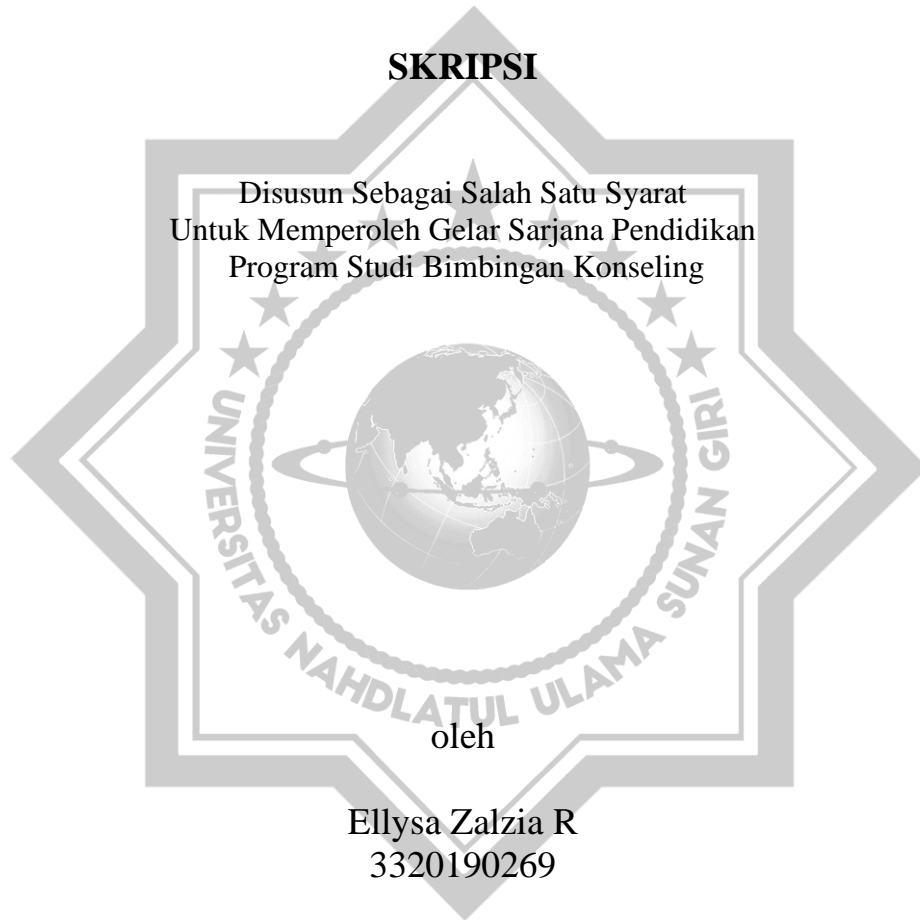 SKRIPSI
Disusun Sebagai Salah Satu Syarat
Untuk Memperoleh Gelar Sarjana Pendidikan
Program Studi Bimbingan Konseling
UNIVERSITAS NAHDLATUL ULAMA SUNAN GIRI
oleh
Ellysa Zalzia R
3320190269